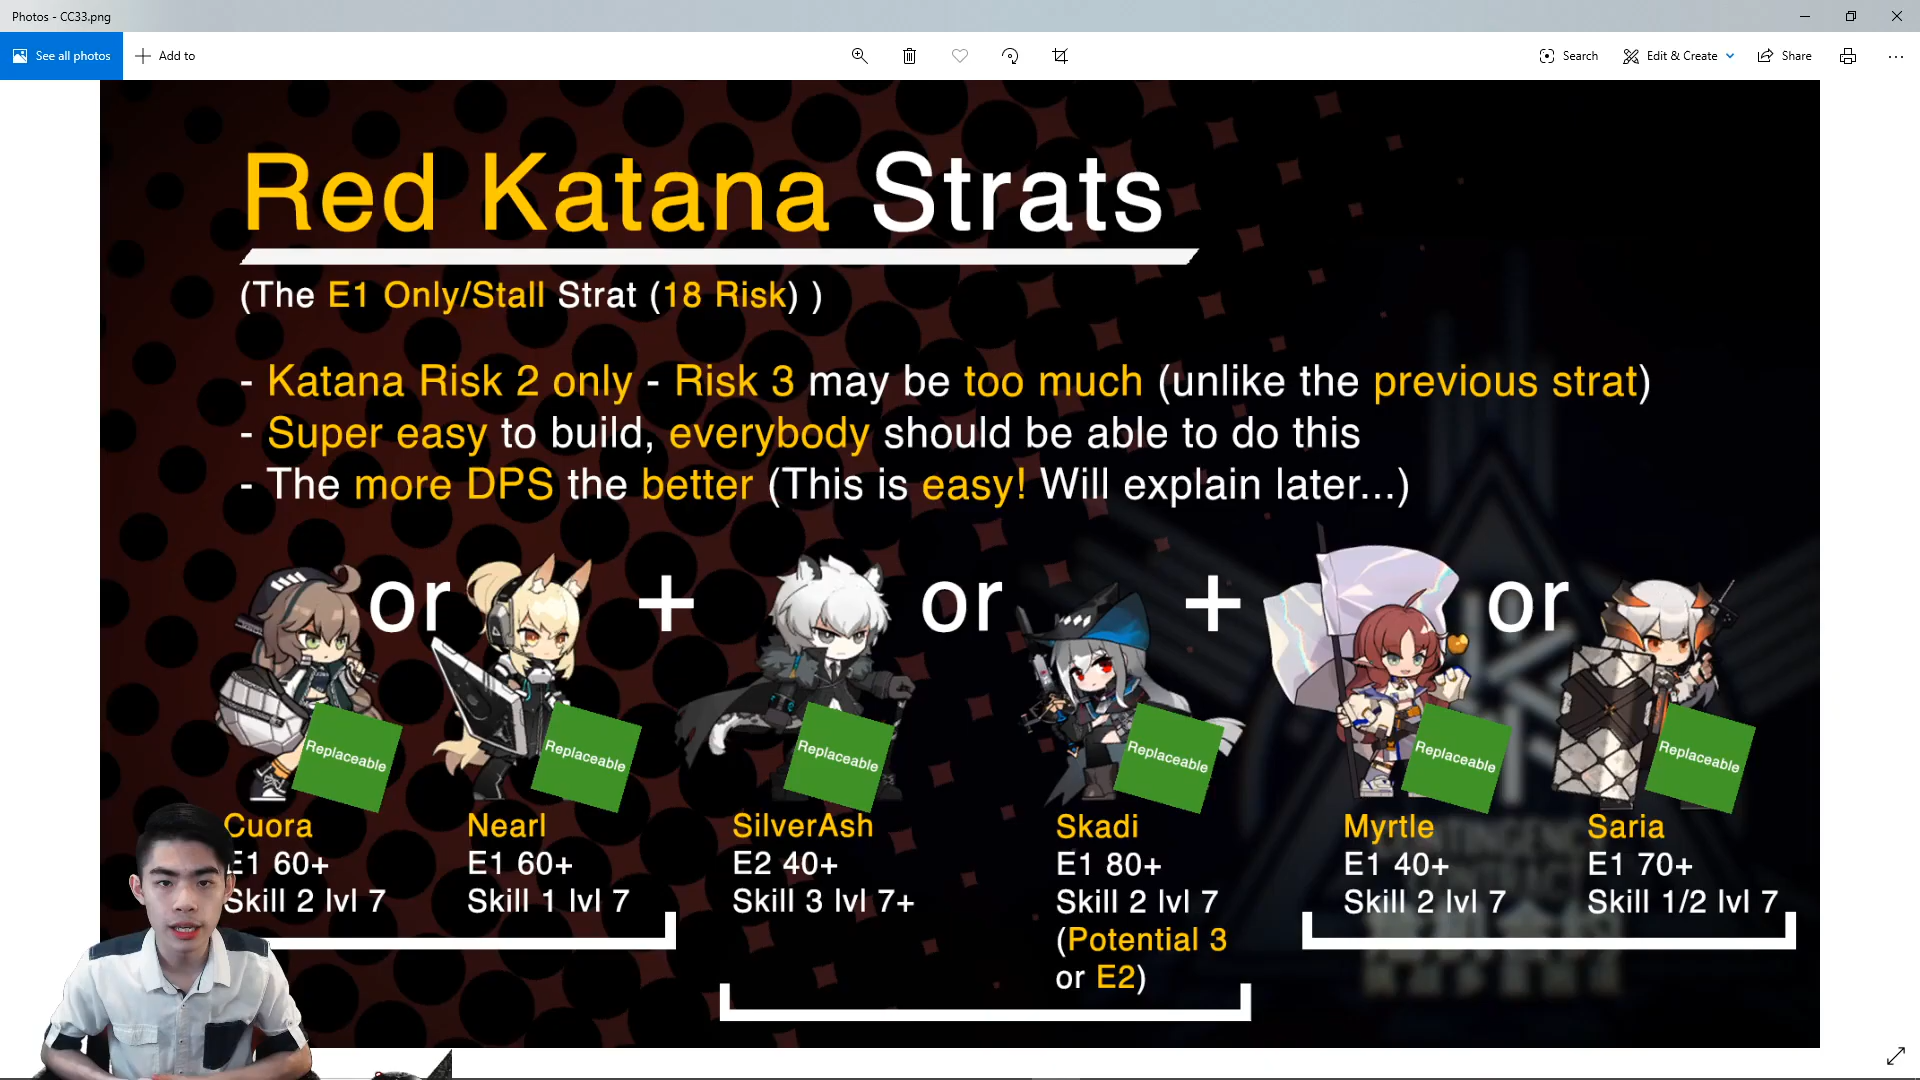 Photos - CC33.png
See all photos
Add to
Search
Edit & Create
Share
Red Katana Strats
(The E1 Only/Stall Strat (18 Risk) )
- Katana Risk 2 only - Risk 3 may be too much (unlike the previous strat)
- Super easy to build, everybody should be able to do this
- The more DPS the better (This is easy! Will explain later...)
or + or + or
Replaceable Replaceable Replaceable Replaceable Replaceable Replaceable
Cuora
E1 60+
Skill 2 lvl 7
Nearl
E1 60+
Skill 1 lvl 7
SilverAsh
E2 40+
Skill 3 lvl 7+
Skadi
E1 80+
Skill 2 lvl 7
(Potential 3
or E2)
Myrtle
E1 40+
Skill 2 lvl 7
Saria
E1 70+
Skill 1/2 lvl 7